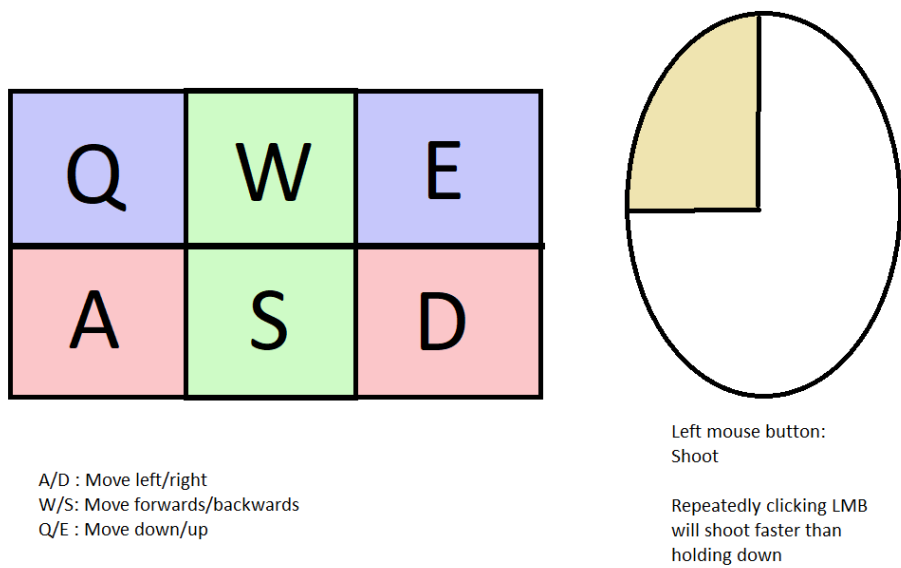 Q W E
A S D
A/D : Move left/right
W/S: Move forwards/backwards
Q/E : Move down/up
Left mouse button:
Shoot
Repeatedly clicking LMB
will shoot faster than
holding down